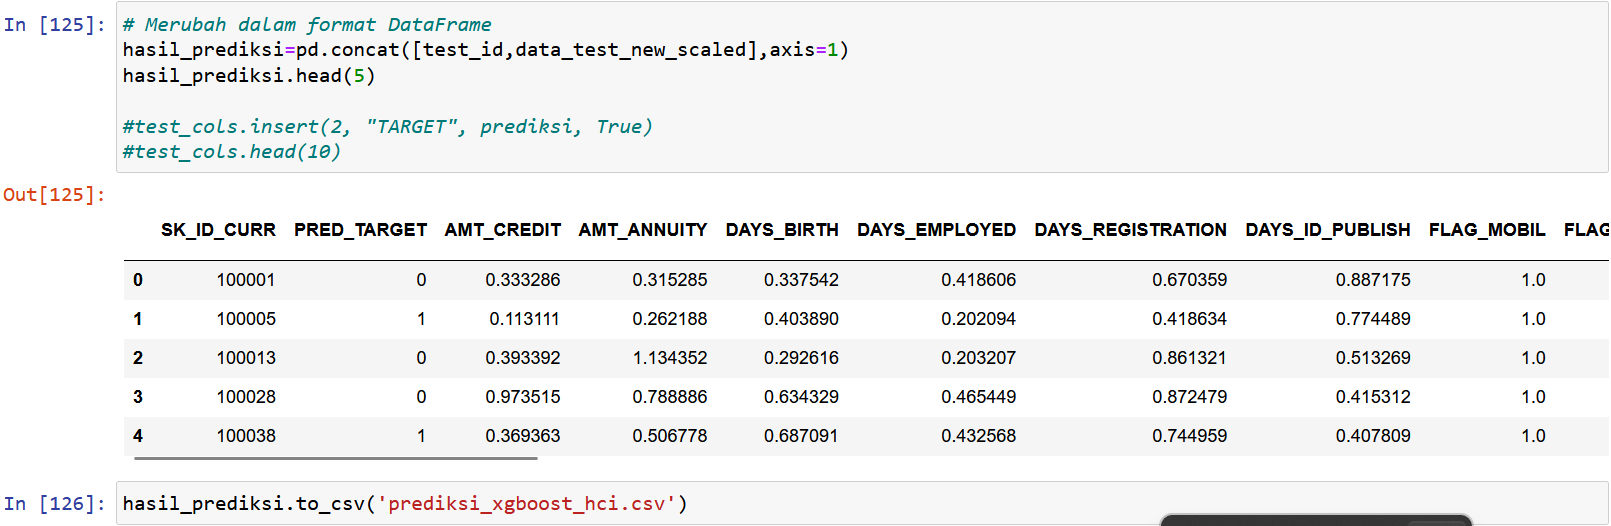 In [125]: # Merubah dalam format DataFrame
hasil_prediksi=pd.concat([test_id,data_test_new_scaled],axis=1)
hasil_prediksi.head(5)
#test_cols.insert(2, "TARGET", prediksi, True)
#test_cols.head(10)
Out[125]:
SK_ID_CURR PRED_TARGET AMT_CREDIT AMT_ANNUITY DAYS_BIRTH DAYS_EMPLOYED DAYS_REGISTRATION DAYS_ID_PUBLISH FLAG_MOBIL FLAG
0 100001 0 0.333286 0.315285 0.337542 0.418606 0.670359 0.887175 1.0
1 100005 1 0.113111 0.262188 0.403890 0.202094 0.418634 0.774489 1.0
2 100013 0 0.393392 1.134352 0.292616 0.203207 0.861321 0.513269 1.0
3 100028 0 0.973515 0.788886 0.634329 0.465449 0.872479 0.415312 1.0
4 100038 1 0.369363 0.506778 0.687091 0.432568 0.744959 0.407809 1.0
In [126]: hasil_prediksi.to_csv('prediksi_xgboost_hci.csv')